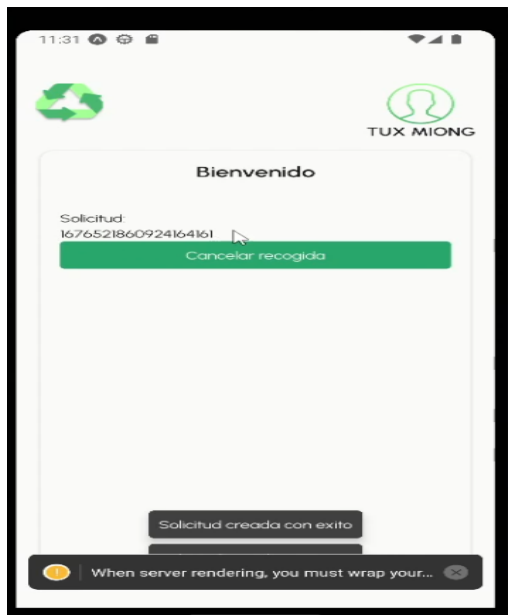 11:31
TUX MIONG
Bienvenido
Solicitud:
1676521860924164161
Cancelar recogida
Solicitud creada con exito
When server rendering, you must wrap your...